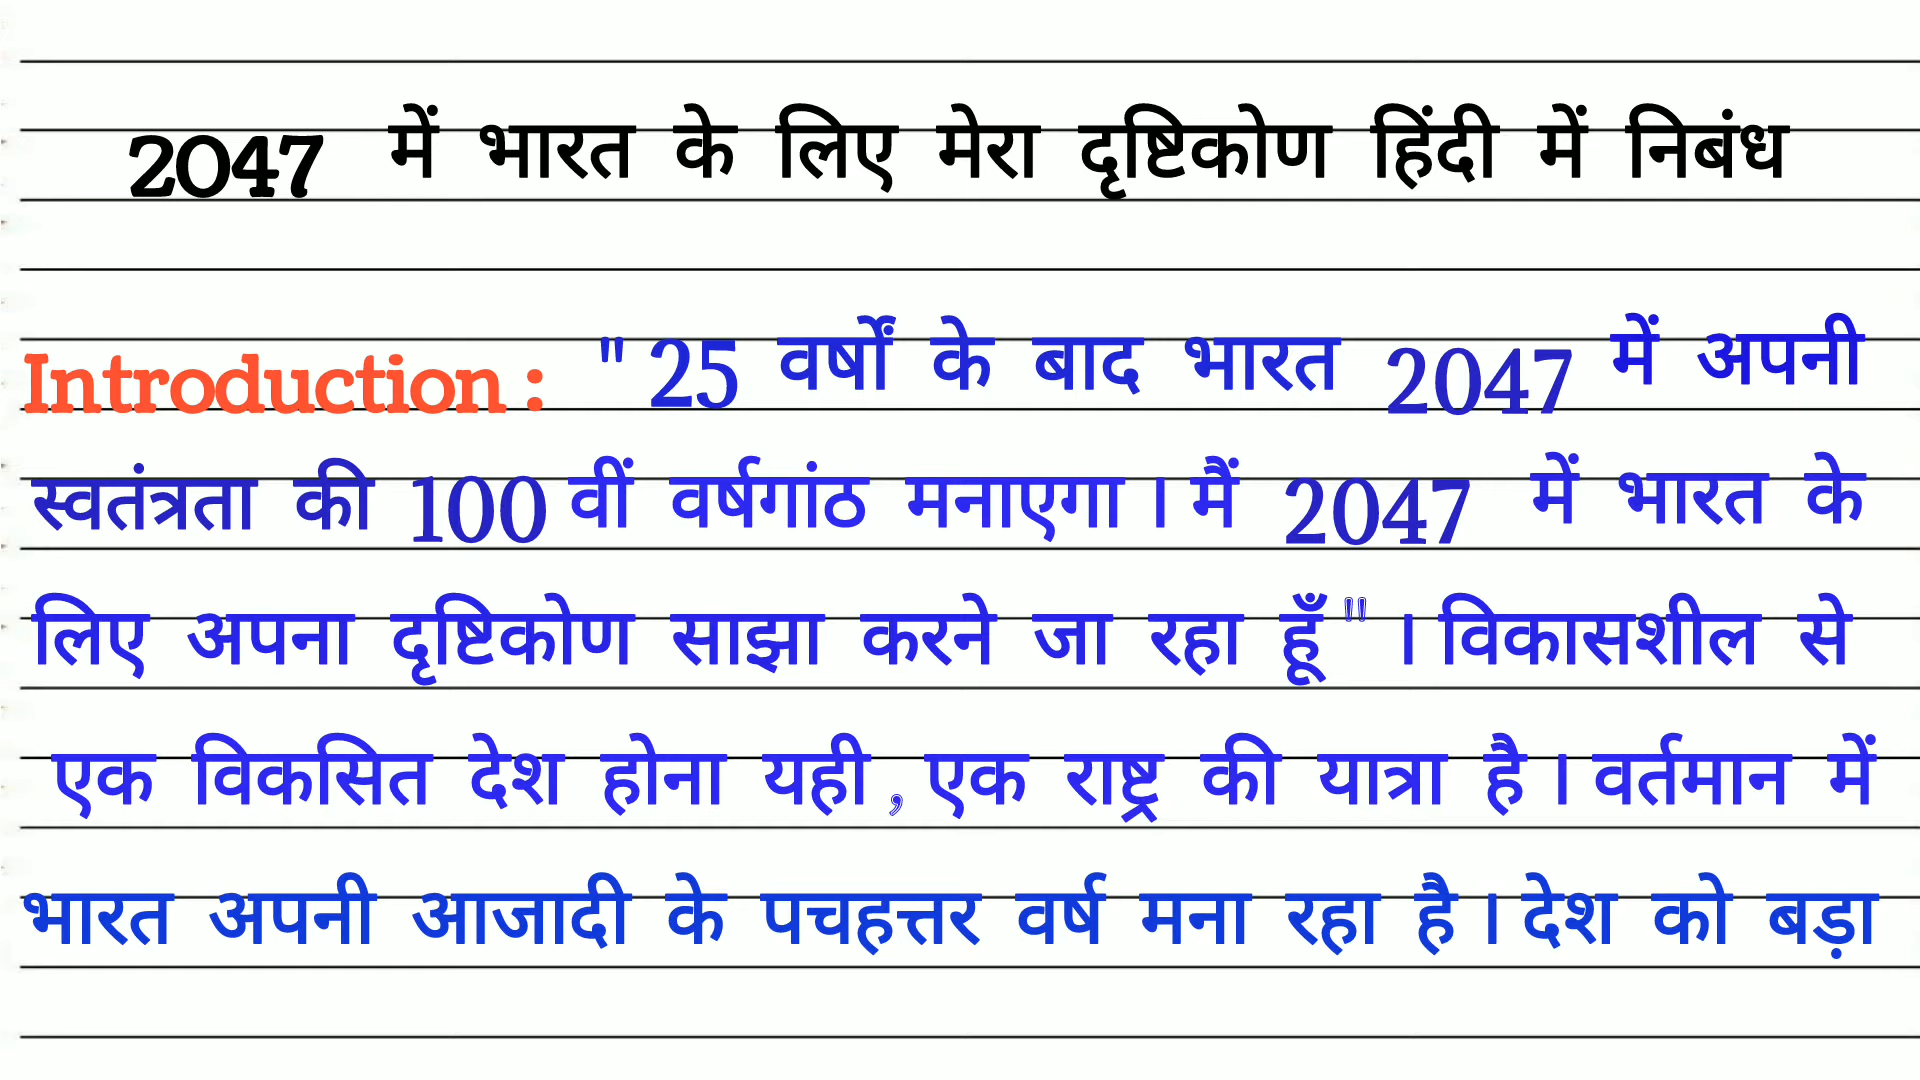 2047 में भारत के लिए मेरा दृष्टिकोण हिंदी में निबंध
Introduction : " 25 वर्षों के बाद भारत 2047 में अपनी
स्वतंत्रता की 100 वीं वर्षगांठ मनाएगा । मैं 2047 में भारत के
लिए अपना दृष्टिकोण साझा करने जा रहा हूँ " । विकासशील से
एक विकसित देश होना यही , एक राष्ट्र की यात्रा है । वर्तमान में
भारत अपनी आजादी के पचहत्तर वर्ष मना रहा है । देश को बड़ा